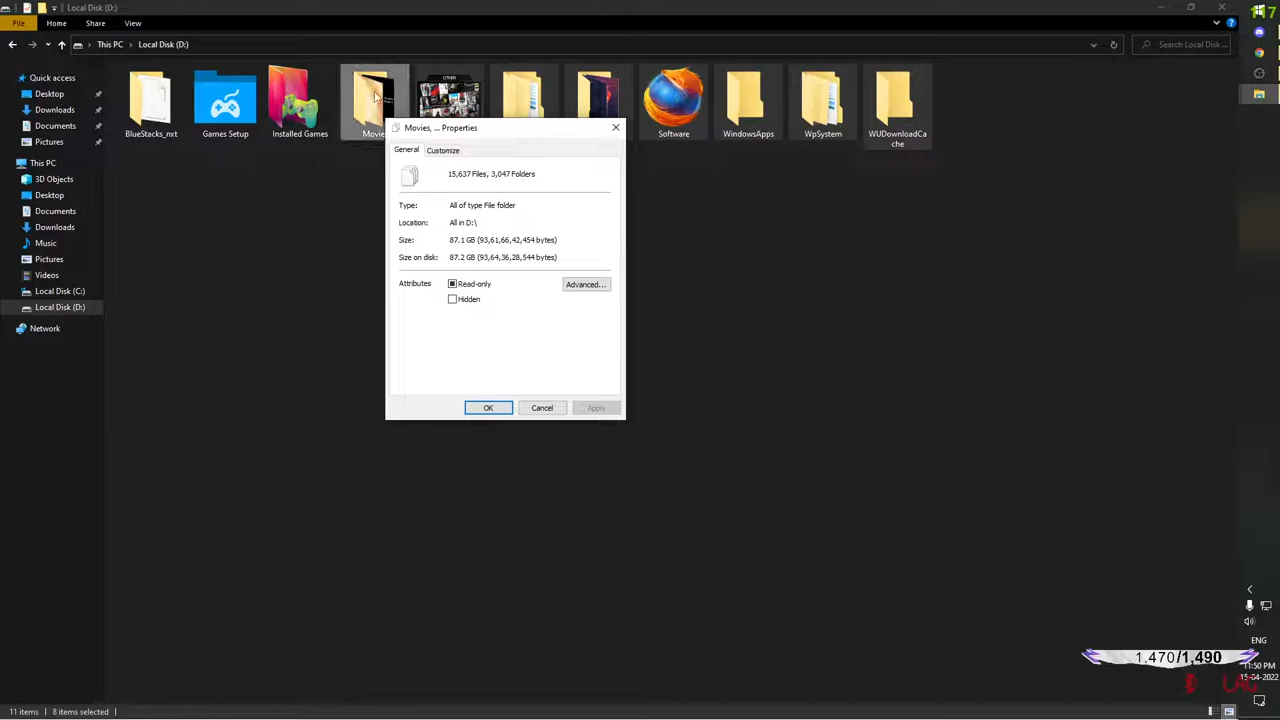 Local Disk (D:)
File Home Share View
This PC Local Disk (D:)
Search Local Disk ...
Quick access
Desktop
Downloads
Documents
Pictures
This PC
3D Objects
Desktop
Documents
Downloads
Music
Pictures
Videos
Local Disk (C:)
Local Disk (D:)
Network
BlueStacks_nxt
Games Setup
Installed Games
Movie
OTHER
Software
WindowsApps
WpSystem
WUDownloadCa
che
Movies, ... Properties
General Customize
15,637 Files, 3,047 Folders
Type: All of type File folder
Location: All in D:\
Size: 87.1 GB (93,61,66,42,454 bytes)
Size on disk: 87.2 GB (93,64,36,28,544 bytes)
Attributes Read-only Advanced...
Hidden
OK Cancel Apply
ENG
1.470/1,490
11:50 PM
15-04-2022
11 items 8 items selected